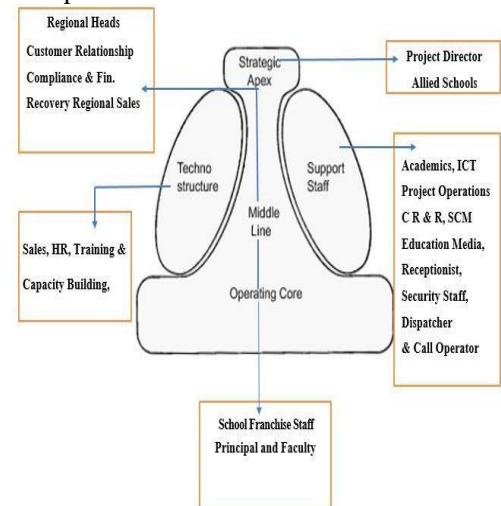 Regional Heads
Customer Relationship
Compliance & Fin.
Recovery Regional Sales
Strategic
Apex
Project Director
Allied Schools
Techno
structure
Support
Staff
Middle
Line
Operating Core
Academics, ICT
Project Operations
C R & R, SCM
Education Media,
Receptionist,
Security Staff,
Dispatcher
& Call Operator
Sales, HR, Training &
Capacity Building,
School Franchise Staff
Principal and Faculty